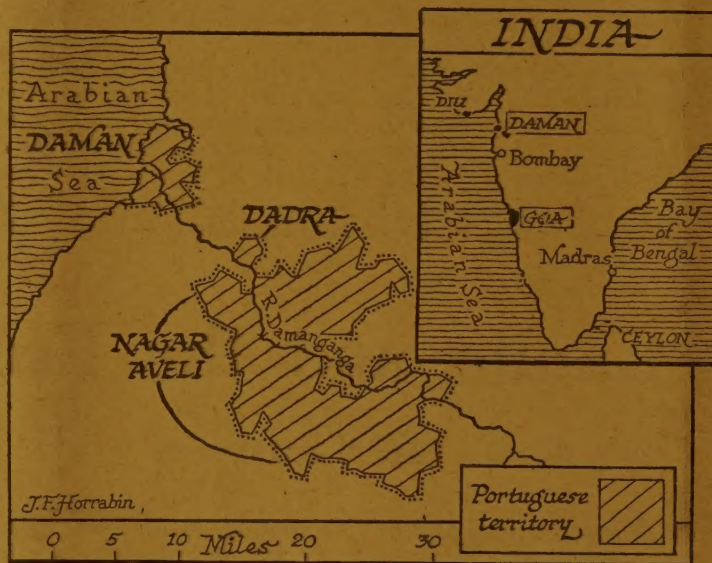 INDIA
DIU
DAMAN
Bombay
Arabian Sea
GOA
Bay
of
Bengal
Madras
CEYLON
Arabian
DAMAN
Sea
DADRA
R. Damanganga
NAGAR
AVELI
Portuguese
territory
J.F. Horrabin
0 5 10 Miles 20 30